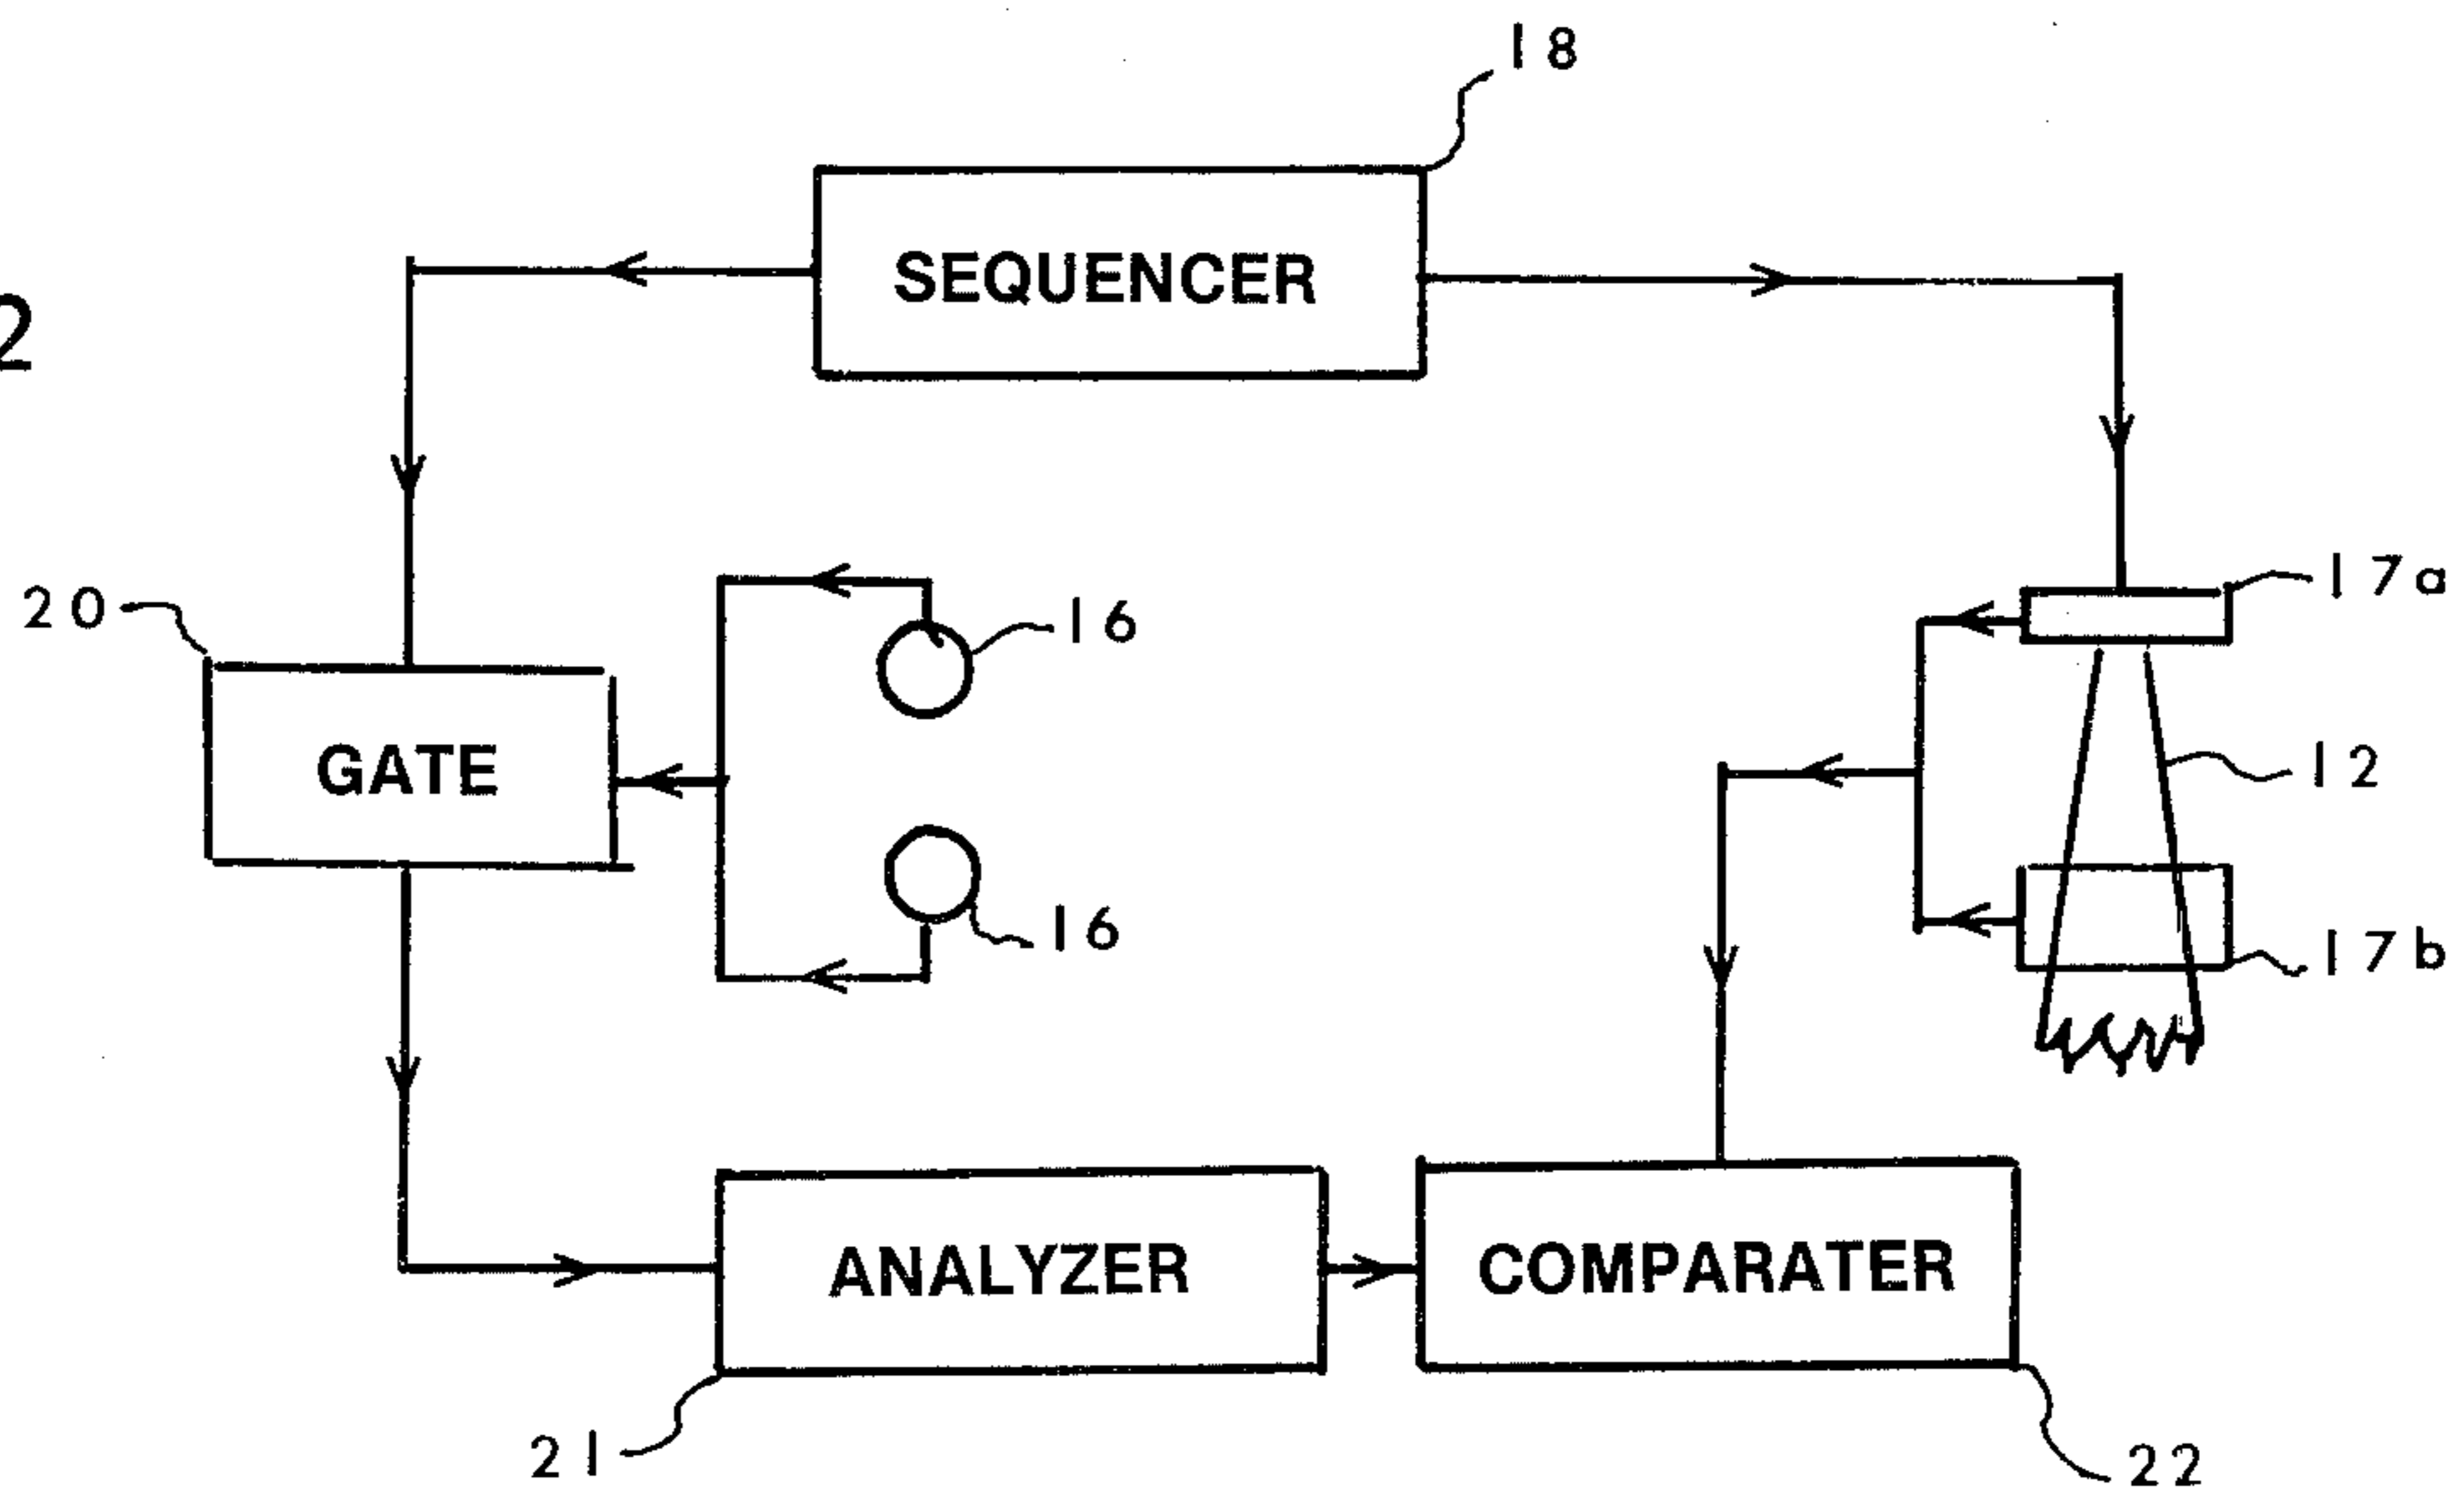 18
SEQUENCER
2
17a
20
16
GATE
12
16
17b
ANALYZER
COMPARATER
21
22